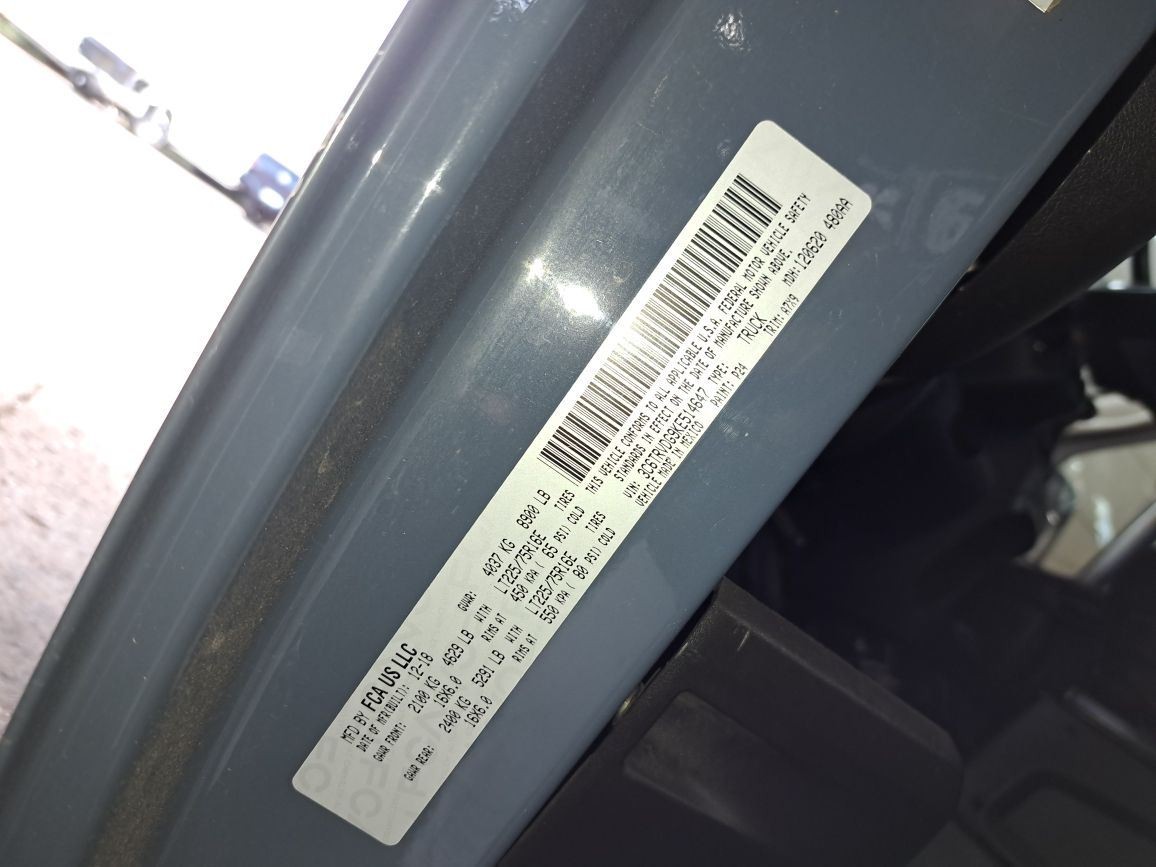 MFD BY FCA US LLC
DATE OF MFR(BUILT): 12-18 GVWR: 4037 KG 8900 LB
GAWR FRONT: 2100 KG 4629 LB WITH LT225/75R16E TIRES
16X6.0 RIMS AT 450 KPA( 65 PSI) COLD
GAWR REAR: 2400 KG 5291 LB WITH LT225/75R16E TIRES
16X6.0 RIMS AT 550 KPA( 80 PSI) COLD
THIS VEHICLE CONFORMS TO ALL APPLICABLE U.S.A. FEDERAL MOTOR VEHICLE SAFETY
STANDARDS IN EFFECT ON THE DATE OF MANUFACTURE SHOWN ABOVE.
VIN: 3C6TRVDG9KE514647 TYPE: TRUCK MDH: 120620 480AA
VEHICLE MADE IN MEXICO PAINT: P24 TRIM: A7X9